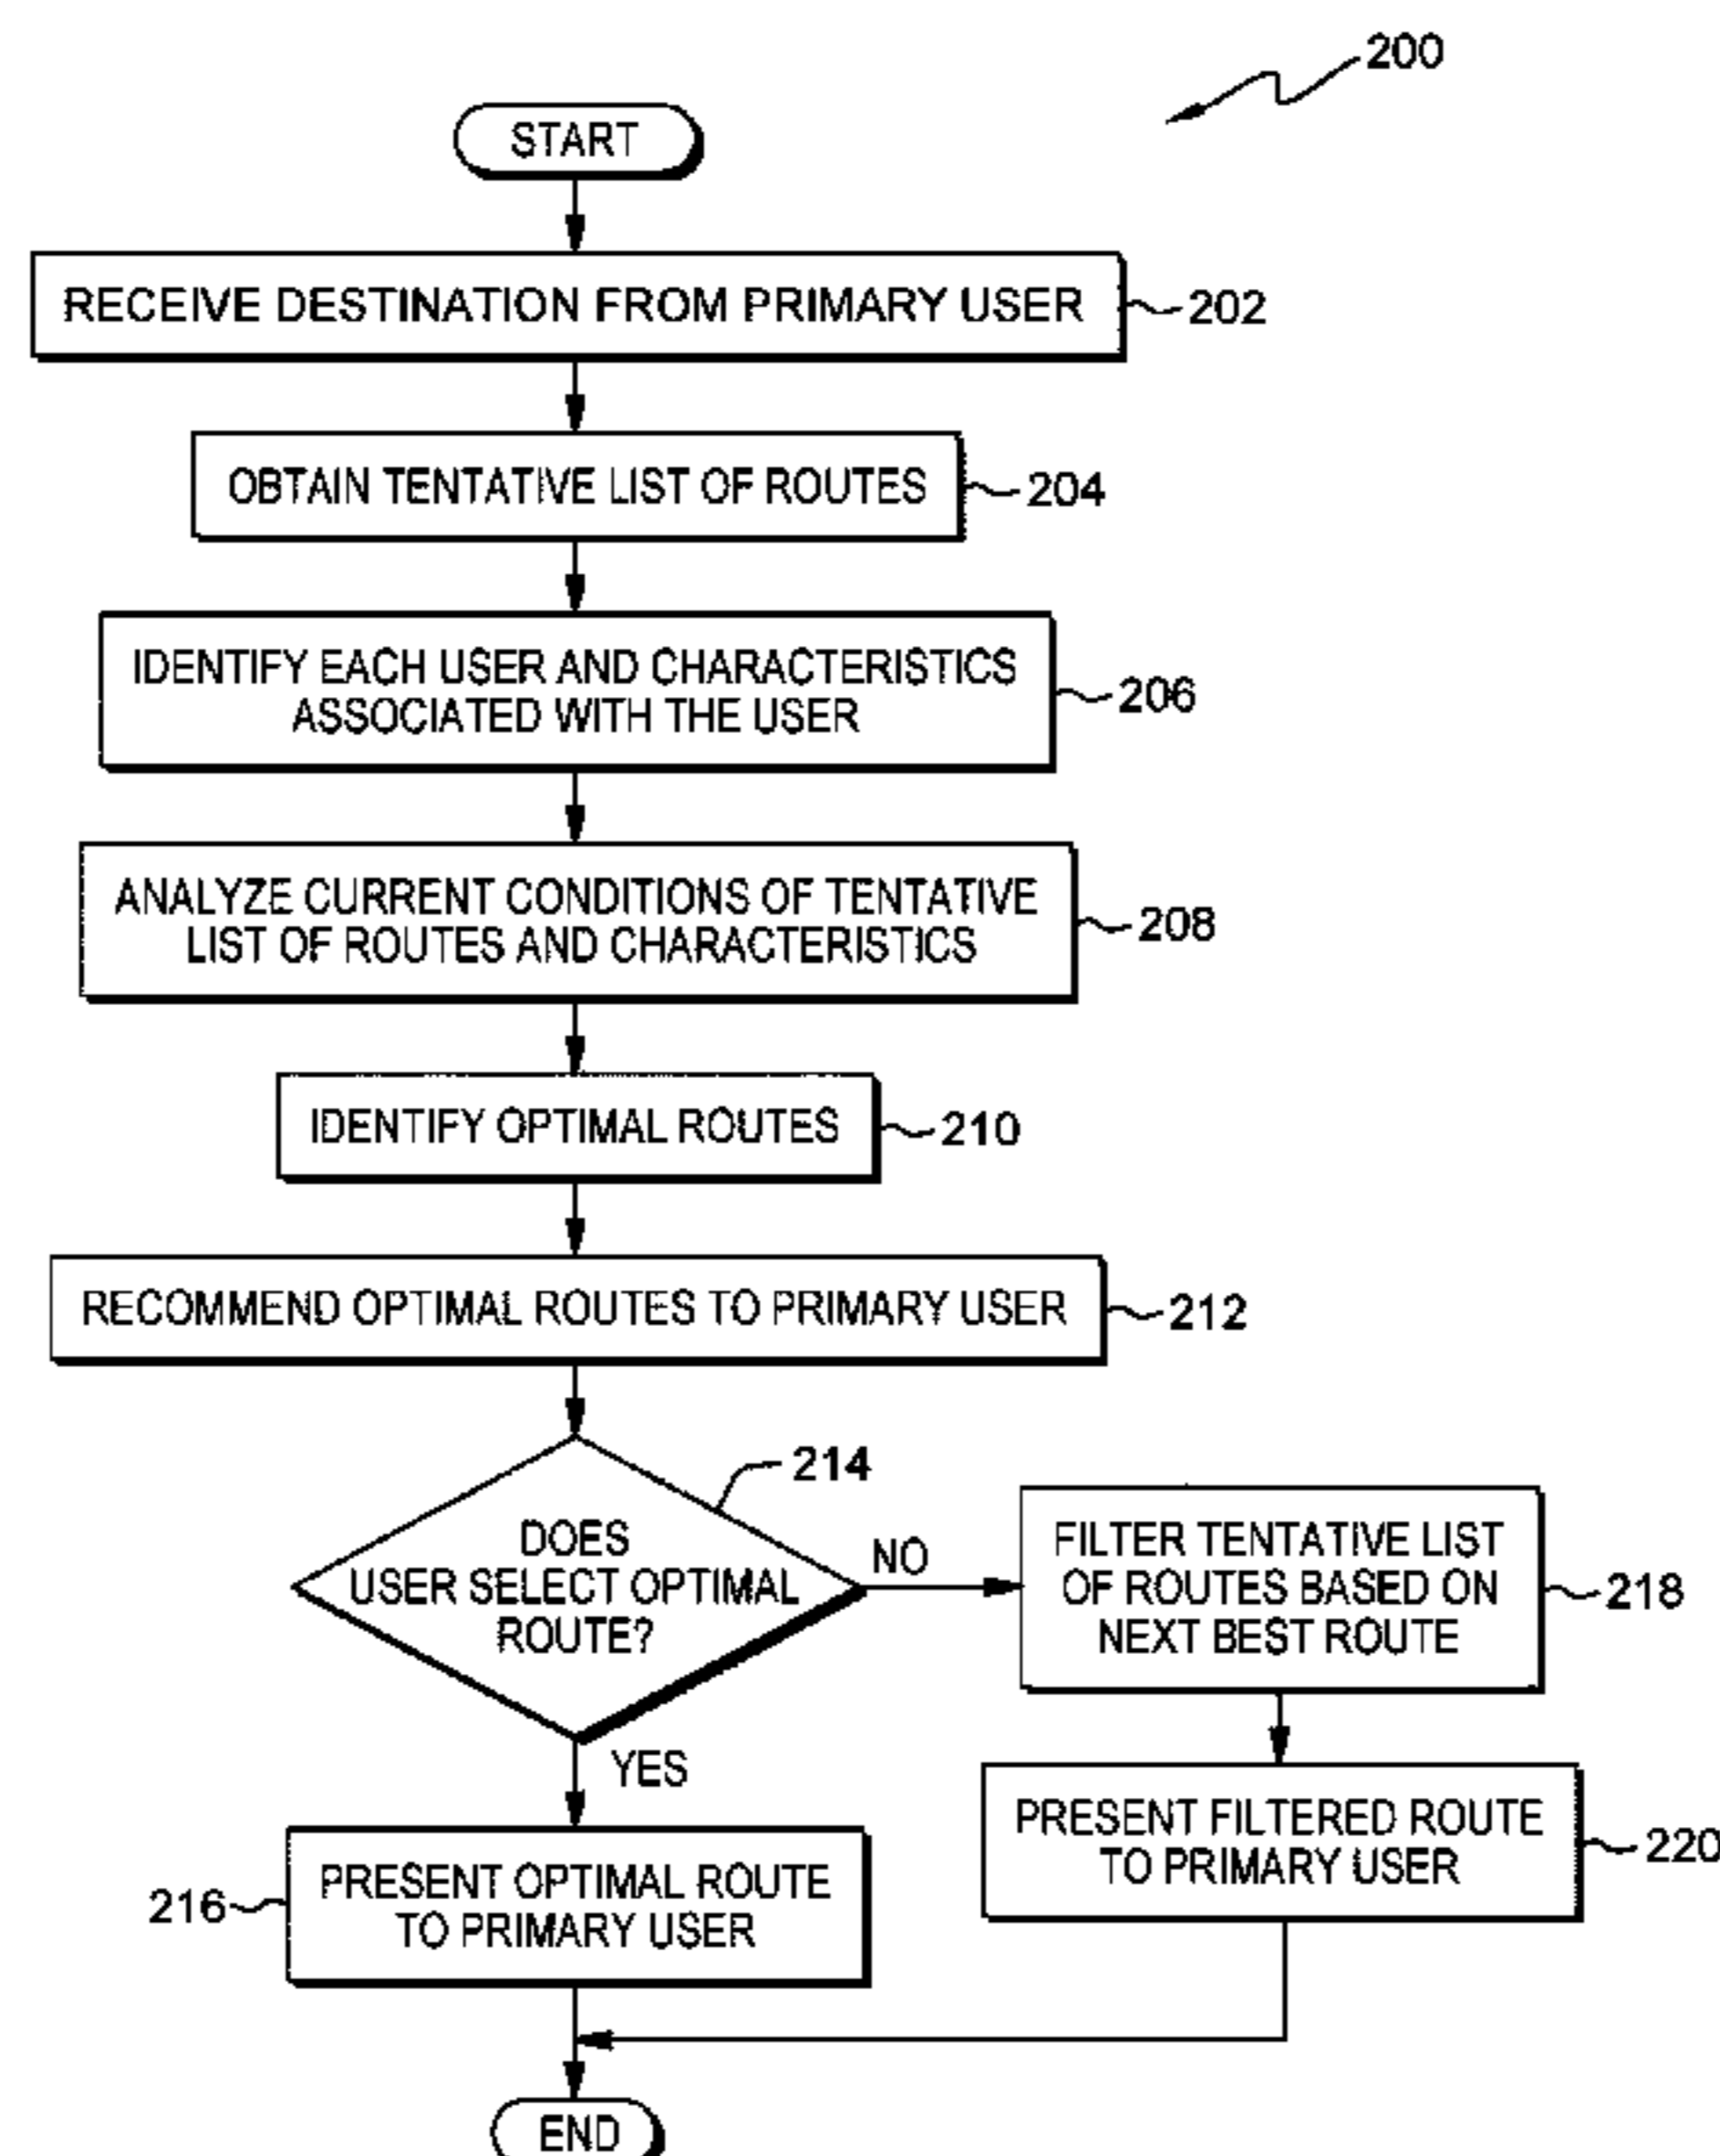 200
START
RECEIVE DESTINATION FROM PRIMARY USER
202
OBTAIN TENTATIVE LIST OF ROUTES
204
IDENTIFY EACH USER AND CHARACTERISTICS
ASSOCIATED WITH THE USER
206
ANALYZE CURRENT CONDITIONS OF TENTATIVE
LIST OF ROUTES AND CHARACTERISTICS
208
IDENTIFY OPTIMAL ROUTES
210
RECOMMEND OPTIMAL ROUTES TO PRIMARY USER
212
214
DOES
USER SELECT OPTIMAL
ROUTE?
NO
FILTER TENTATIVE LIST
OF ROUTES BASED ON
NEXT BEST ROUTE
218
YES
PRESENT FILTERED ROUTE
TO PRIMARY USER
220
216
PRESENT OPTIMAL ROUTE
TO PRIMARY USER
END